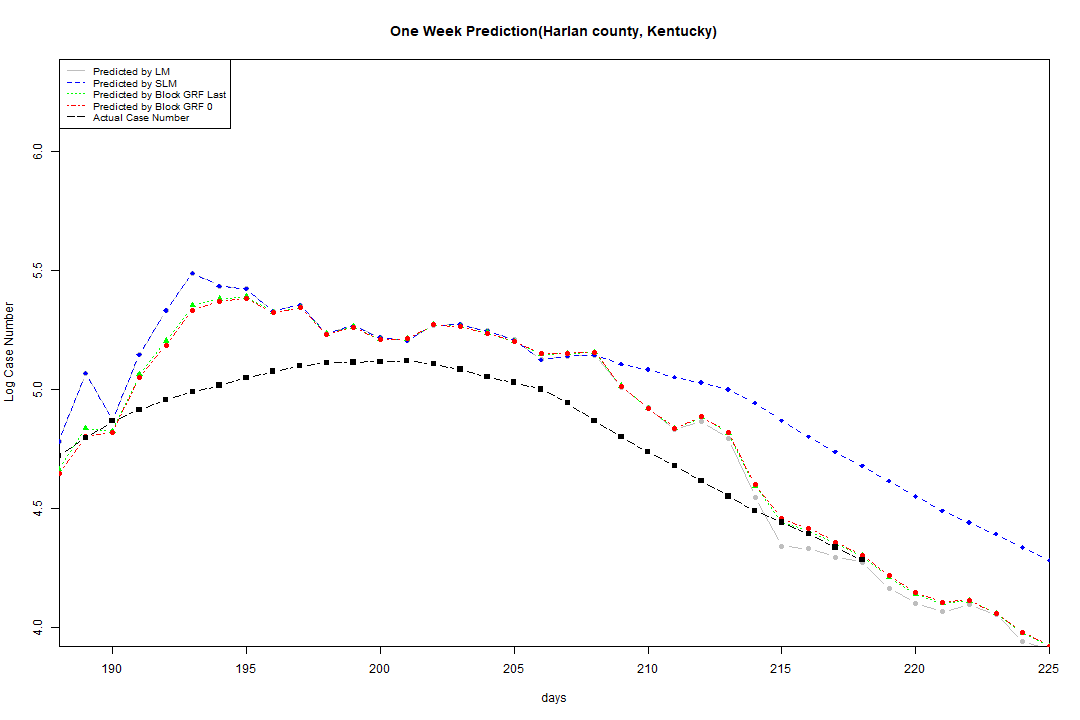 One Week Prediction(Harlan county, Kentucky)
Predicted by LM
Predicted by SLM
Predicted by Block GRF Last
Predicted by Block GRF 0
Actual Case Number
Log Case Number
6.0
5.5
5.0
4.5
4.0
190 195 200 205 210 215 220 225
days